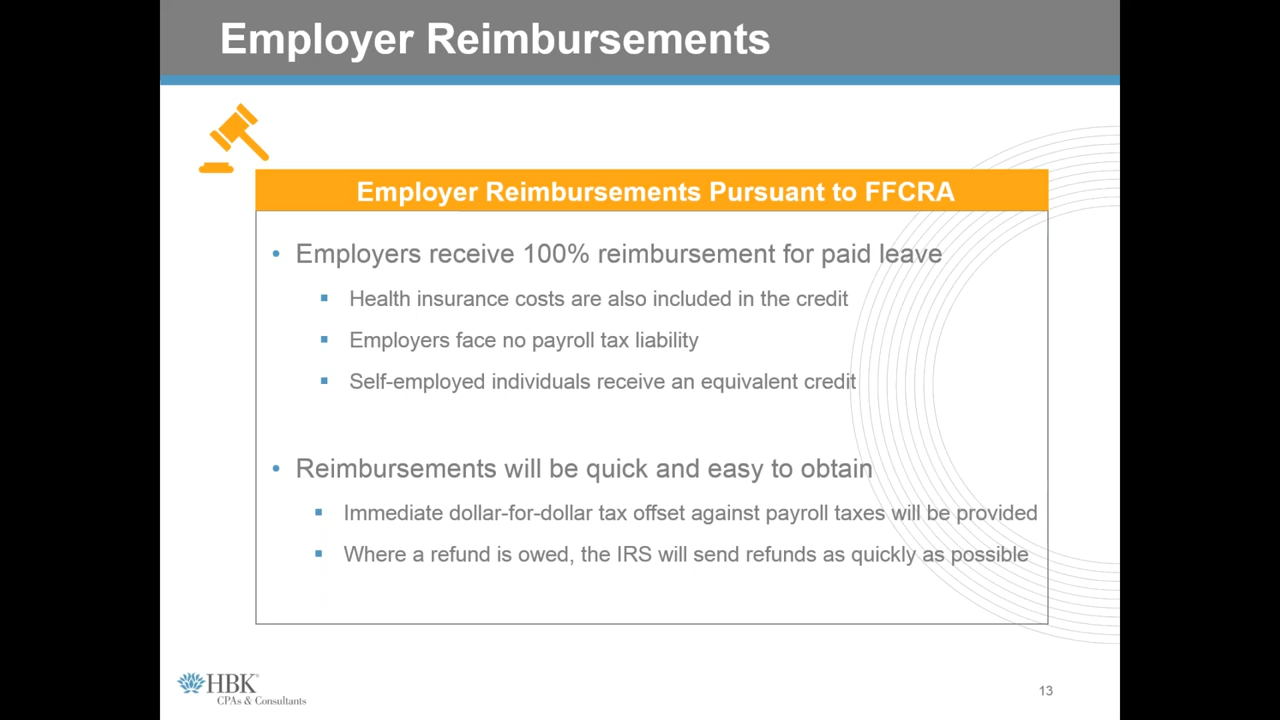 Employer Reimbursements
Employer Reimbursements Pursuant to FFCRA
• Employers receive 100% reimbursement for paid leave
▪ Health insurance costs are also included in the credit
▪ Employers face no payroll tax liability
▪ Self-employed individuals receive an equivalent credit
• Reimbursements will be quick and easy to obtain
▪ Immediate dollar-for-dollar tax offset against payroll taxes will be provided
▪ Where a refund is owed, the IRS will send refunds as quickly as possible
HBK
CPAs & Consultants
13